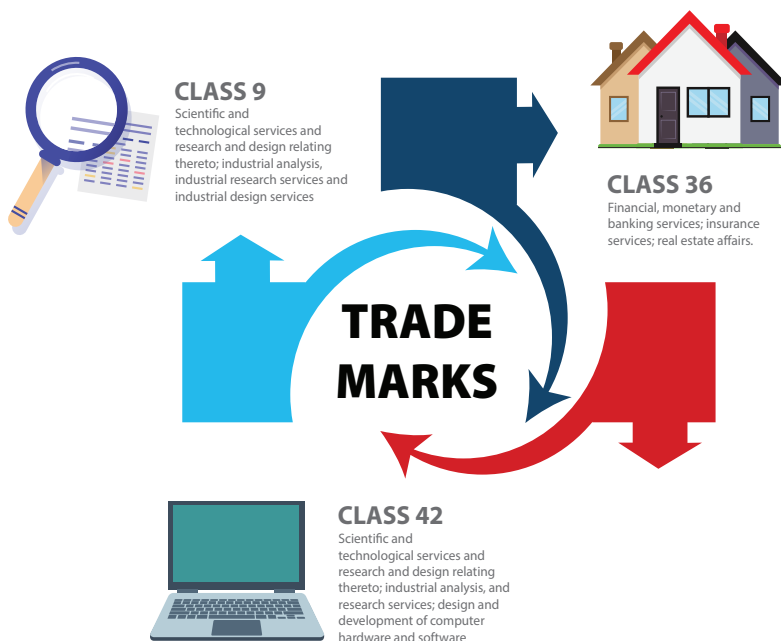 CLASS 9
Scientific and
technological services and
research and design relating
thereto; industrial analysis,
industrial research services and
industrial design services
CLASS 36
Financial, monetary and
banking services; insurance
services; real estate affairs.
TRADE
MARKS
CLASS 42
Scientific and
technological services and
research and design relating
thereto; industrial analysis, and
research services; design and
development of computer
hardware and software